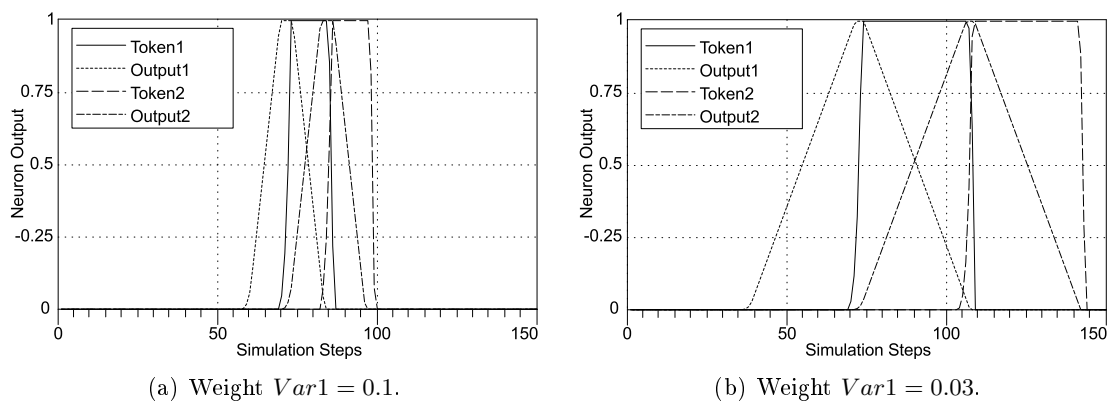 1
0.75
0.5
-0.25
0
Neuron Output
Token1
Output1
Token2
Output2
0
50
100
150
Simulation Steps
(a) Weight Var1 = 0.1.
1
0.75
0.5
-0.25
0
Neuron Output
Token1
Output1
Token2
Output2
0
50
100
150
Simulation Steps
(b) Weight Var1 = 0.03.